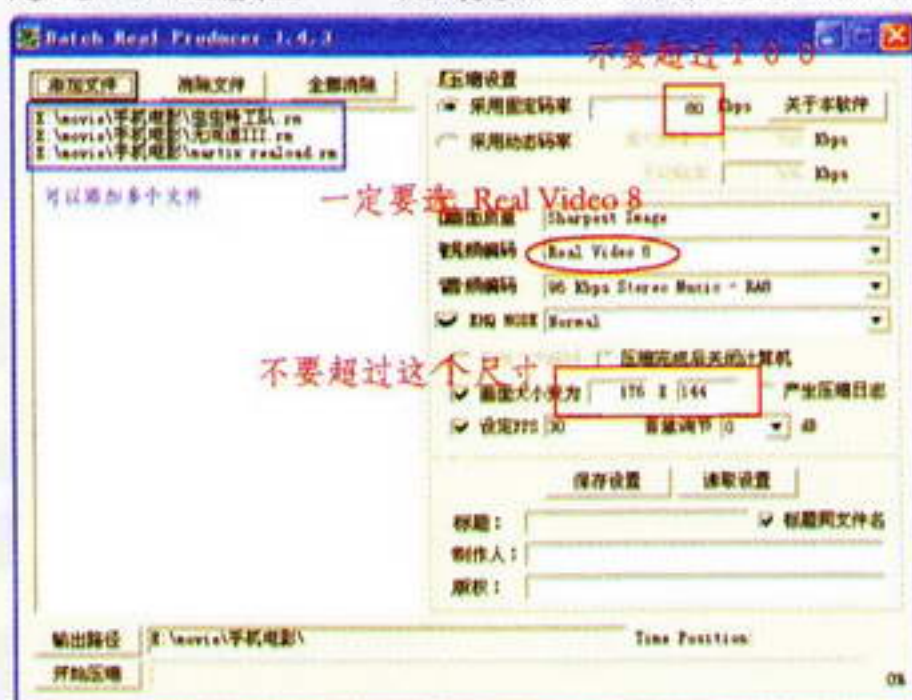 Batch Real Producer 1.4.3
不要超过100
添加文件 清除文件 全部清除
压缩设置
采用固定码率 80 Kbps 关于本软件
采用动态码率 Kbps
Kbps
E:\movie\手机电影\虫虫特工队.rm
E:\movie\手机电影\无间道III.rm
E:\movie\手机电影\martix reaload.rm
可以添加多个文件
一定要选 Real Video 8
画面质量 Sharpest Image
视频编码 Real Video 8
音频编码 96 Kbps Stereo Music - RA8
EHQ MODE Normal
不要超过这个尺寸
压缩完成后关闭计算机
画面大小变为 176 X 144 产生压缩日志
设定FPS 30 音量调节 0 dB
保存设置 读取设置
标题： 标题同文件名
制作人：
版权：
输出路径 E:\movie\手机电影\ Time Position
开始压缩 0%